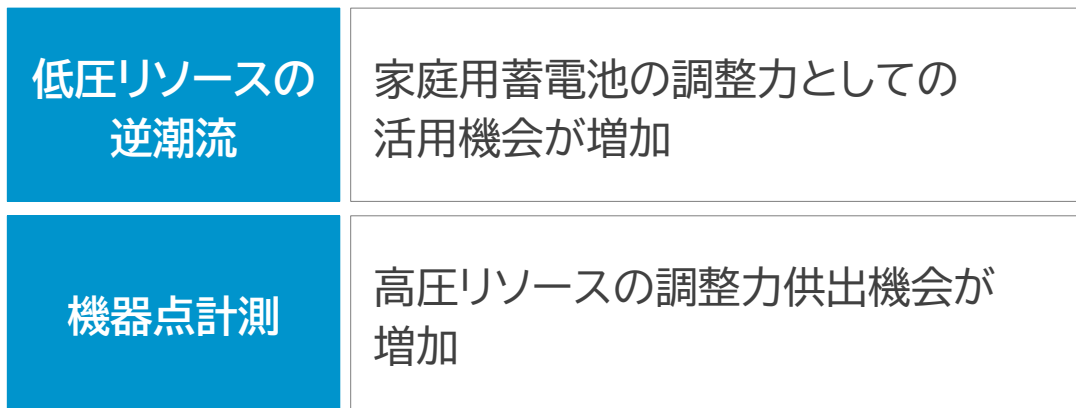 低圧リソースの
逆潮流
家庭用蓄電池の調整力としての
活用機会が増加
機器点計測
高圧リソースの調整力供出機会が
増加